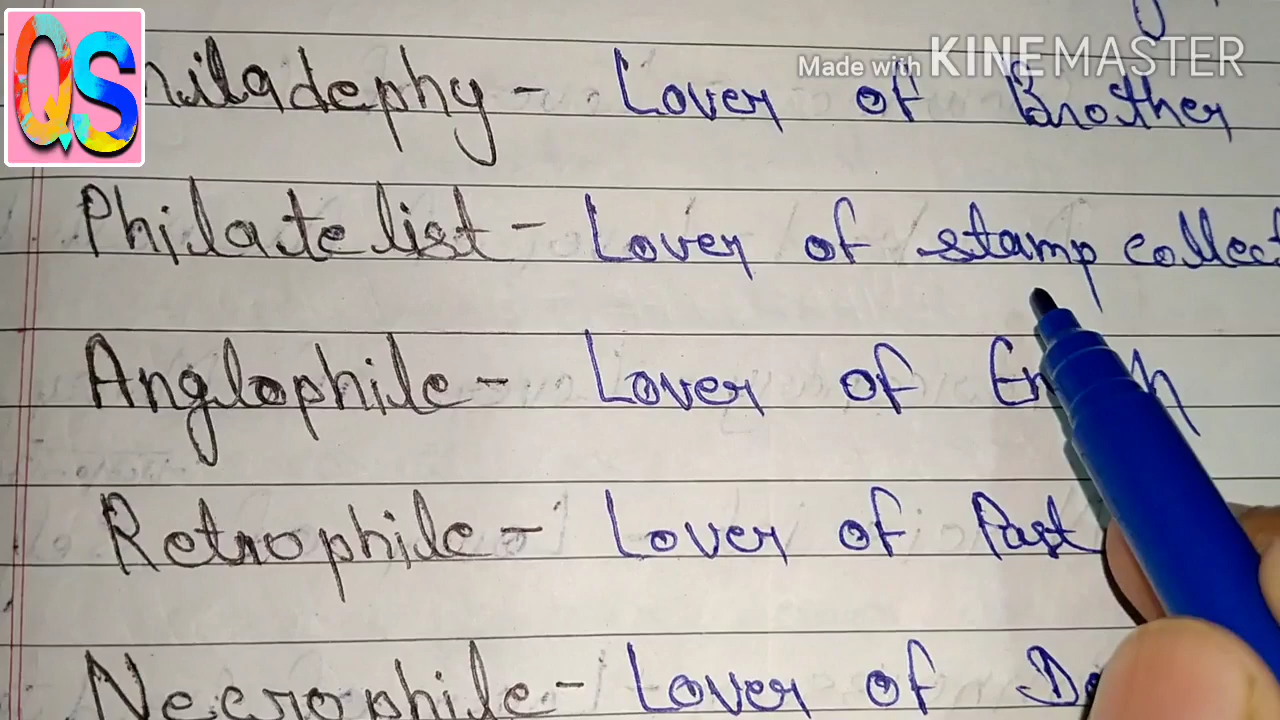 QS
Made with KINEMASTER
hiladephy - Lover of Brother
Philatelist - Lover of stamp collect
Anglophile - Lover of
Retrophile - Lover of Past
Necrophile - Lover of